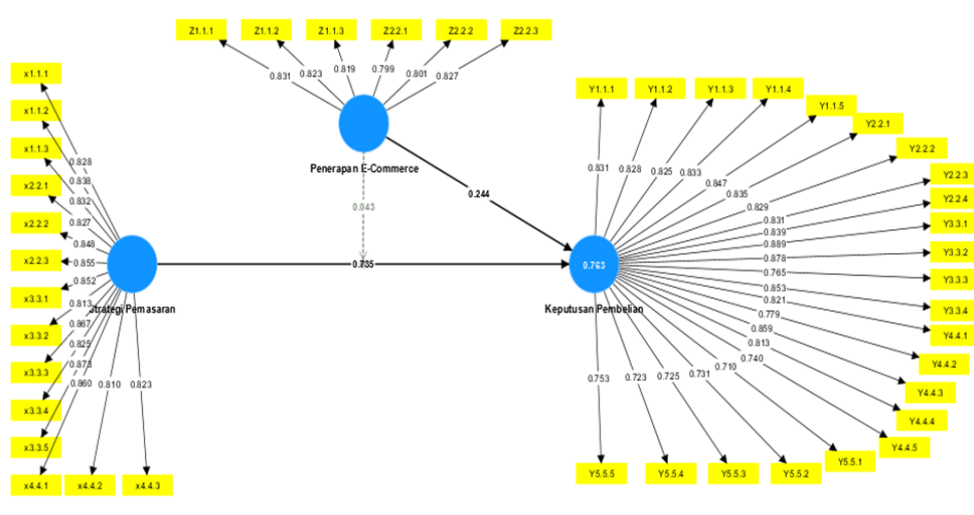 Z1.1.1
Z1.1.2
Z1.1.3
Z2.2.1
Z2.2.2
Z2.2.3
0.831
0.823
0.819
0.799
0.801
0.827
Penerapan E-Commerce
0.043
0.244
x1.1.1
x1.1.2
x1.1.3
x2.2.1
x2.2.2
x2.2.3
x3.3.1
x3.3.2
x3.3.3
x3.3.4
x3.3.5
x4.4.1
x4.4.2
x4.4.3
0.828
0.838
0.832
0.827
0.848
0.855
0.852
0.813
0.867
0.825
0.873
0.860
0.810
0.823
Strategi Pemasaran
0.735
0.763
Keputusan Pembelian
Y1.1.1
Y1.1.2
Y1.1.3
Y1.1.4
Y1.1.5
Y2.2.1
Y2.2.2
Y2.2.3
Y2.2.4
Y3.3.1
Y3.3.2
Y3.3.3
Y3.3.4
Y4.4.1
Y4.4.2
Y4.4.3
Y4.4.4
Y4.4.5
Y5.5.1
Y5.5.2
Y5.5.3
Y5.5.4
Y5.5.5
0.831
0.828
0.825
0.833
0.847
0.835
0.829
0.831
0.839
0.889
0.878
0.765
0.853
0.821
0.779
0.859
0.813
0.740
0.710
0.731
0.725
0.723
0.753